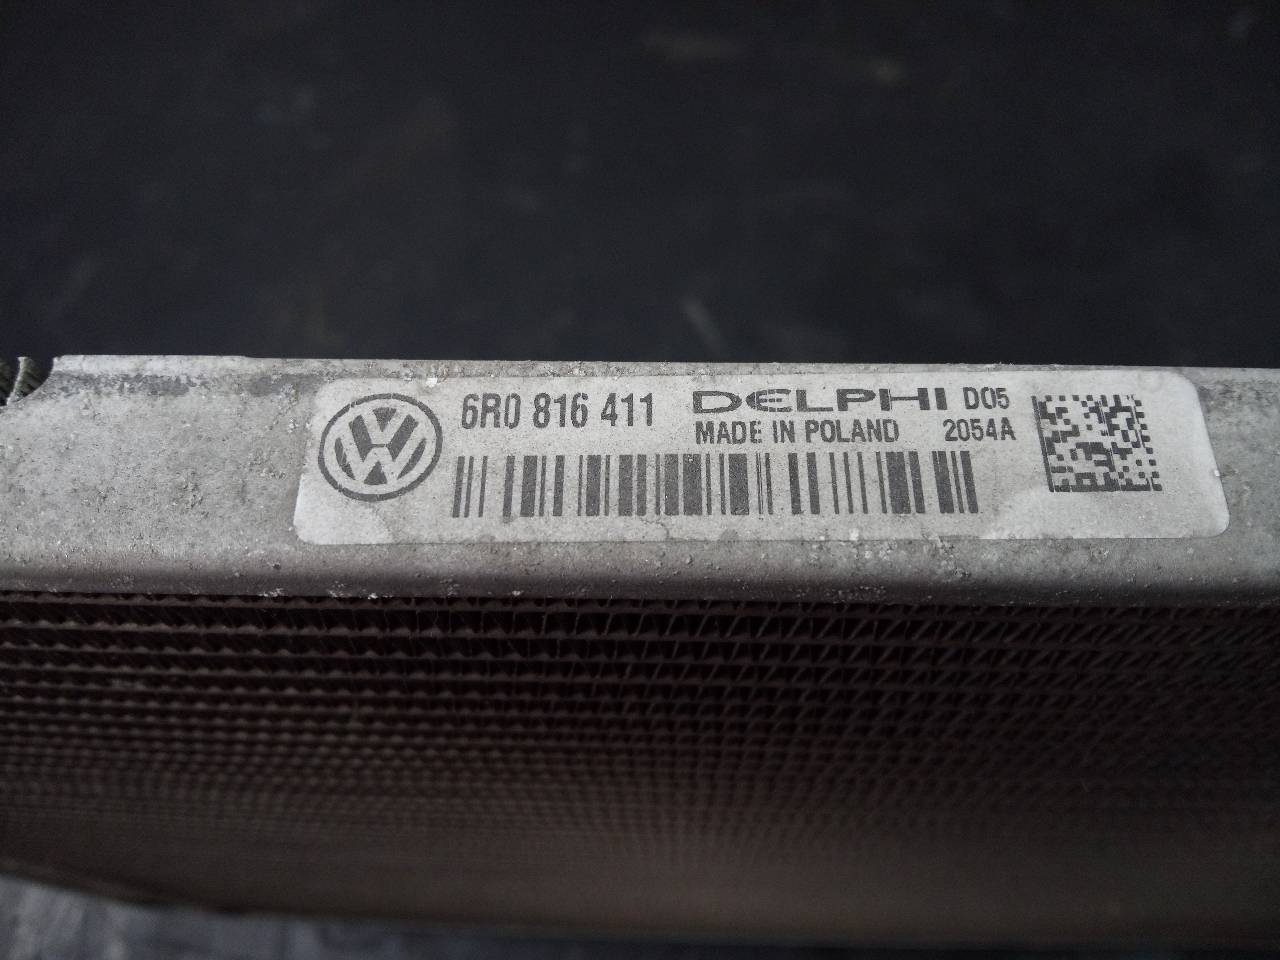 6R0 816 411 DELPHI D05
MADE IN POLAND 2054A